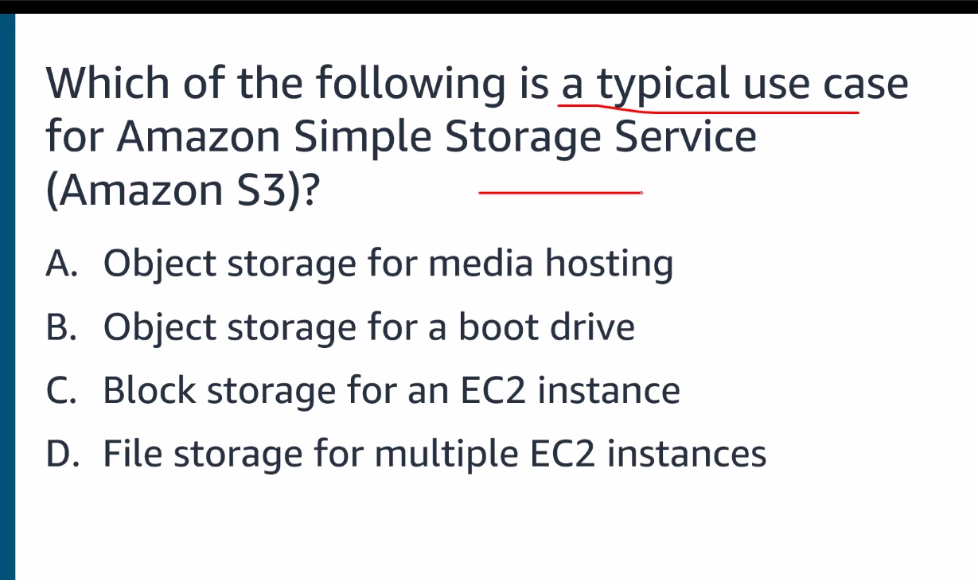 Which of the following is a typical use case
for Amazon Simple Storage Service
(Amazon S3)?
A. Object storage for media hosting
B. Object storage for a boot drive
C. Block storage for an EC2 instance
D. File storage for multiple EC2 instances